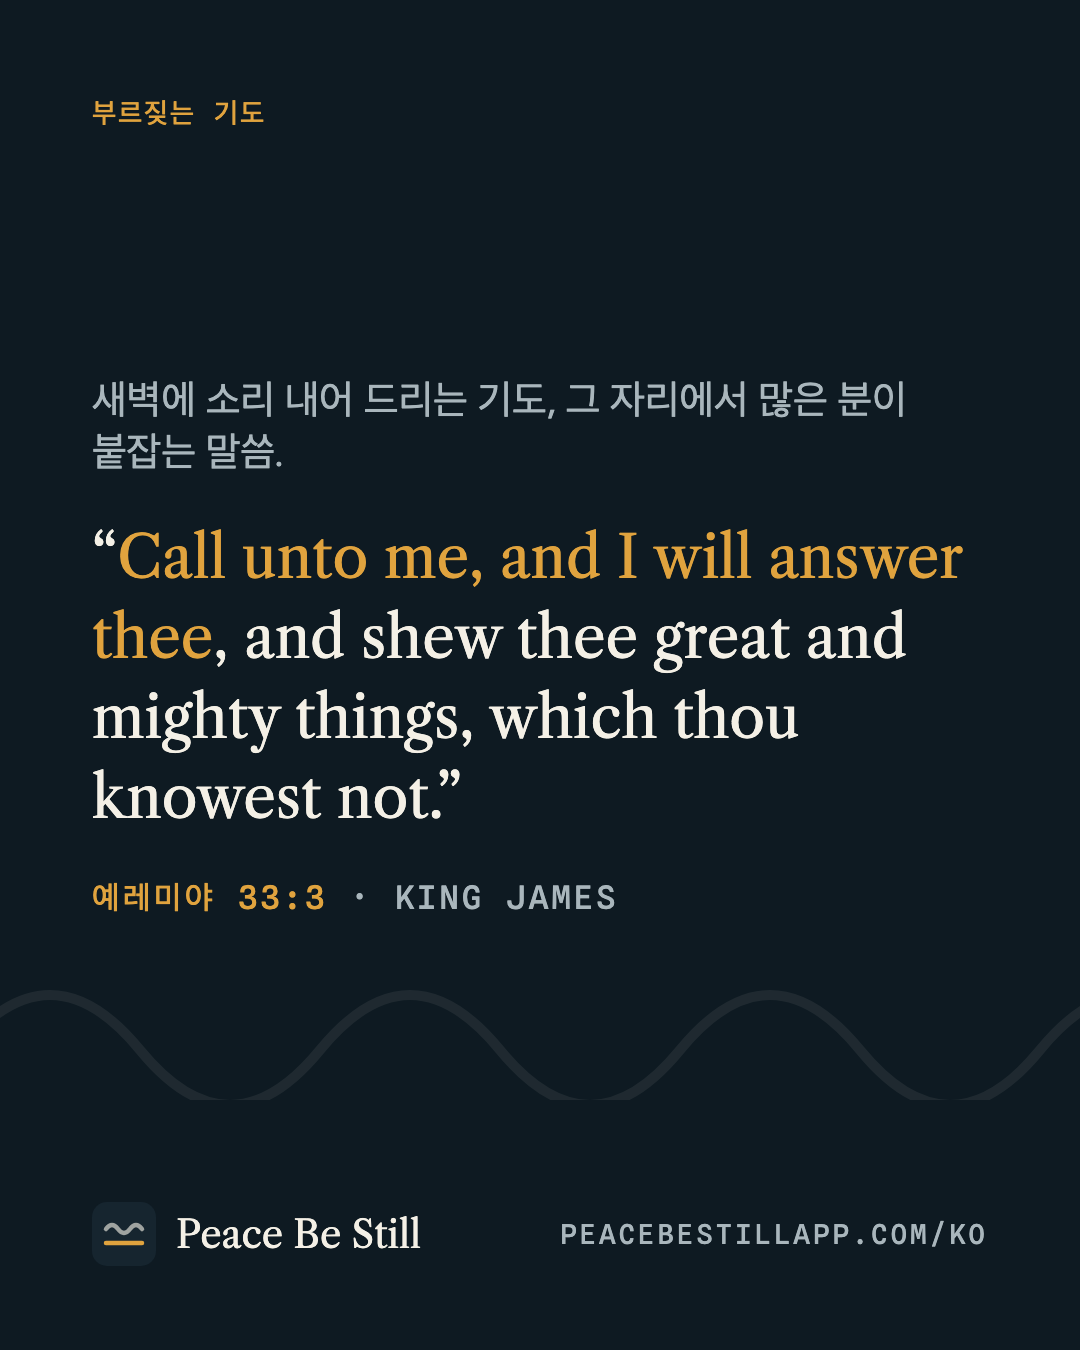 부르짖는 기도
새벽에 소리 내어 드리는 기도, 그 자리에서 많은 분이
붙잡는 말씀.
“Call unto me, and I will answer
thee, and shew thee great and
mighty things, which thou
knowest not.”
예레미야 33:3 · KING JAMES
Peace Be Still
PEACEBESTILLAPP.COM/KO